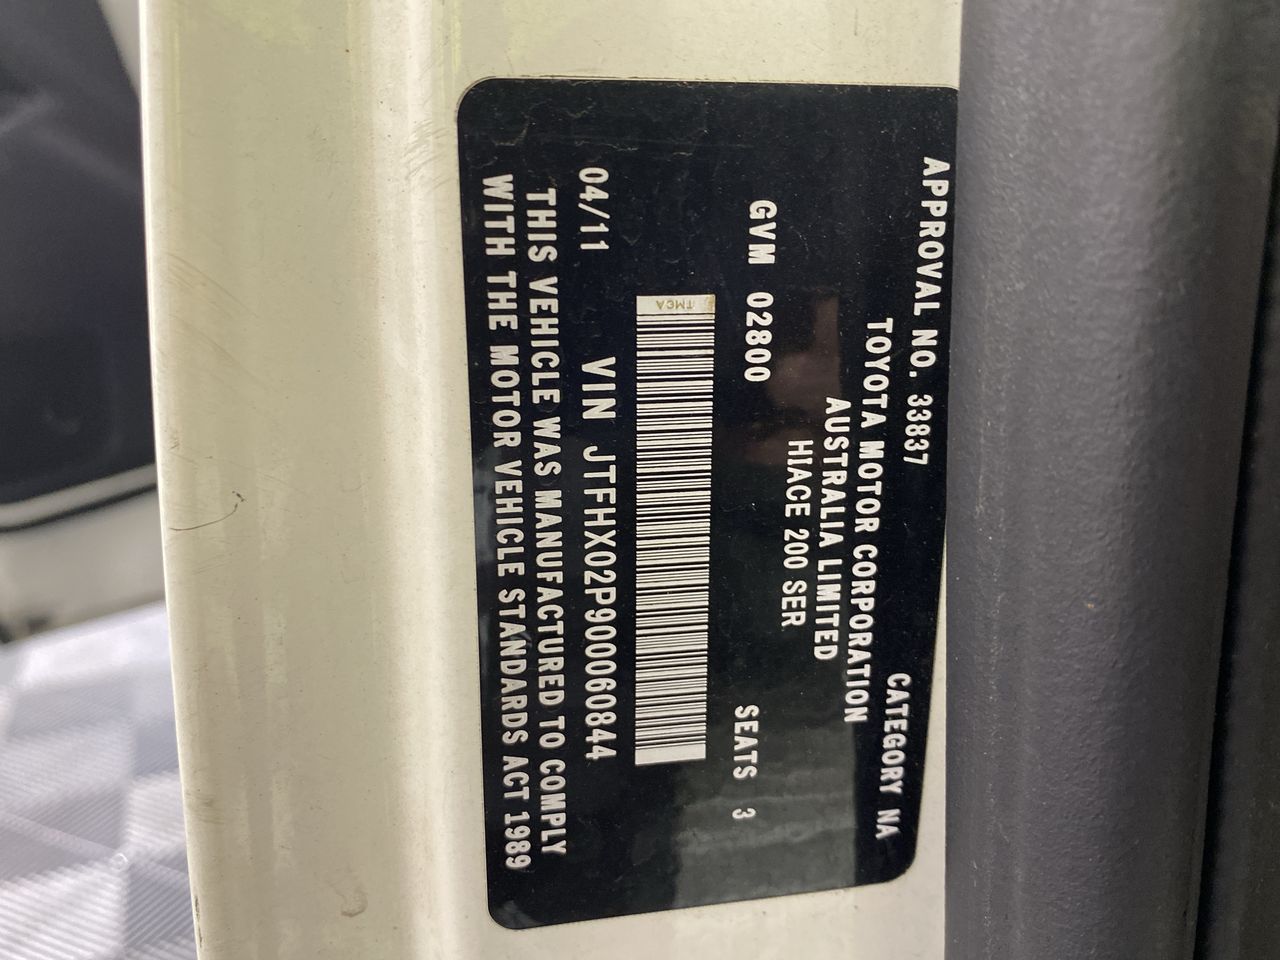 APPROVAL NO. 33837 CATEGORY NA
TOYOTA MOTOR CORPORATION
AUSTRALIA LIMITED
HIACE 200 SER
GVM 02800 SEATS 3
TMCA
04/11 VIN JTFHX02P900060844
THIS VEHICLE WAS MANUFACTURED TO COMPLY
WITH THE MOTOR VEHICLE STANDARDS ACT 1989